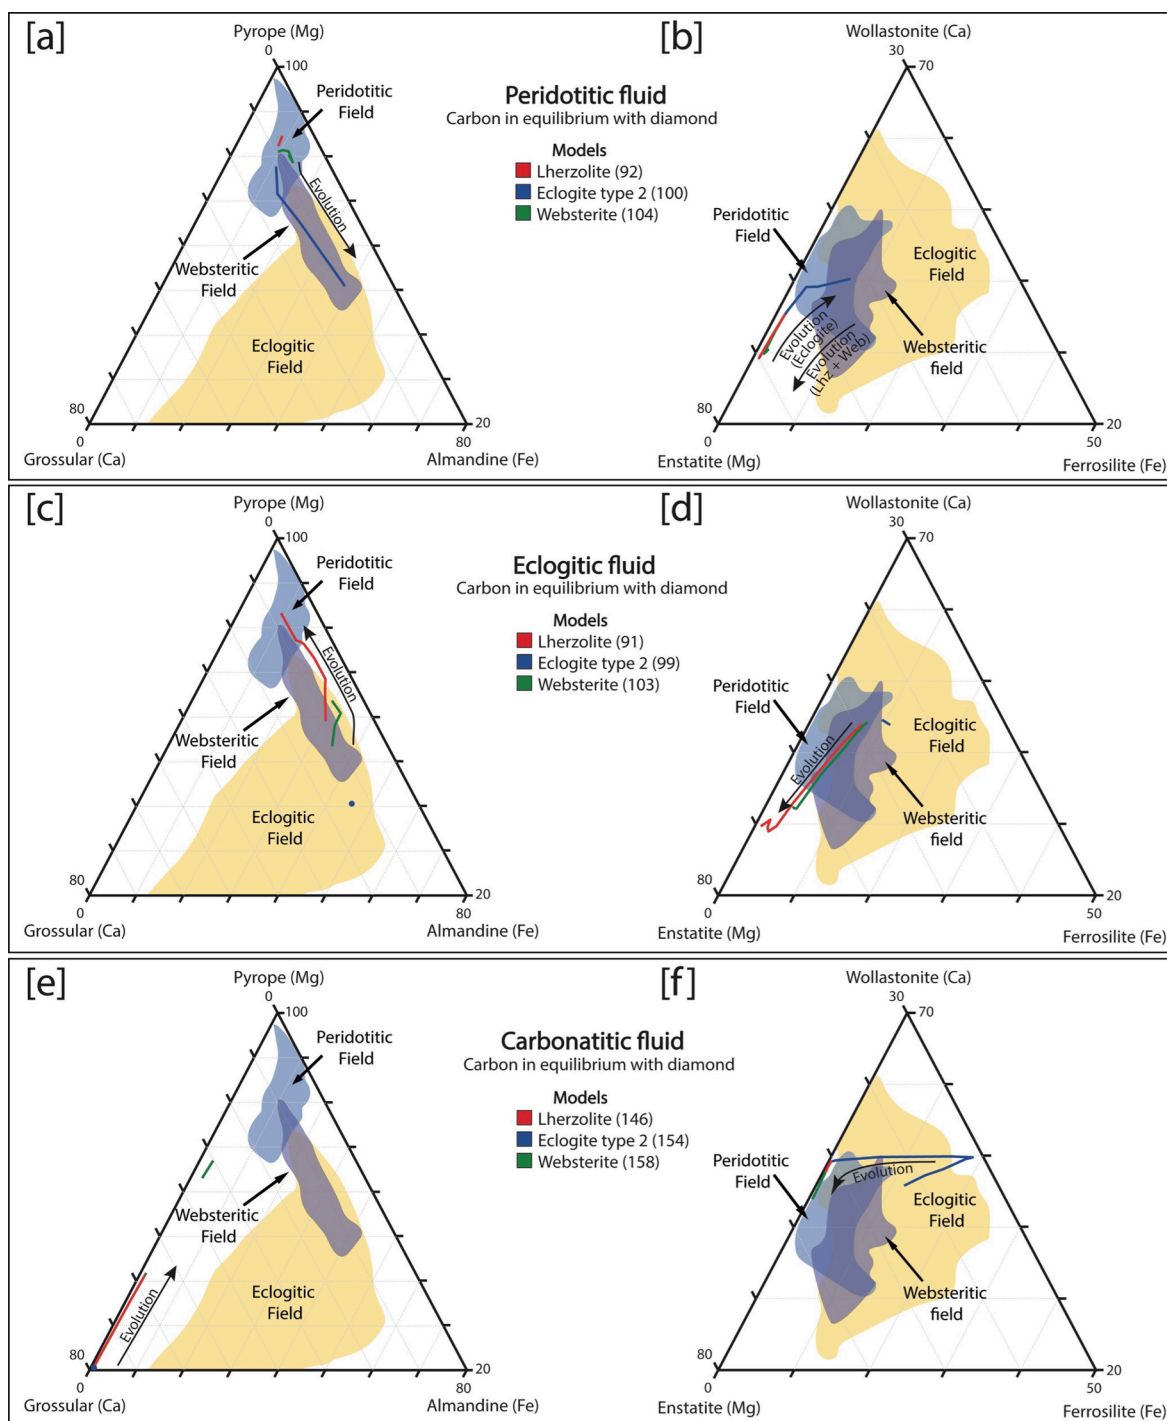 [a]
Pyrope (Mg)
0
100
Peridotitic
Field
Evolution
Websteritic
Field
Eclogitic
Field
80
0
Grossular (Ca)
20
80
Almandine (Fe)
Peridotitic fluid
Carbon in equilibrium with diamond
Models
Lherzolite (92)
Eclogite type 2 (100)
Websterite (104)
[b]
Wollastonite (Ca)
30
70
Peridotitic
Field
Eclogitic
Field
Evolution
(Eclogite)
Evolution
(Lhz + Web)
Websteritic
field
80
0
Enstatite (Mg)
20
50
Ferrosilite (Fe)
[c]
Pyrope (Mg)
0
100
Peridotitic
Field
Evolution
Websteritic
Field
Eclogitic
Field
80
0
Grossular (Ca)
20
80
Almandine (Fe)
Eclogitic fluid
Carbon in equilibrium with diamond
Models
Lherzolite (91)
Eclogite type 2 (99)
Websterite (103)
[d]
Wollastonite (Ca)
30
70
Peridotitic
Field
Eclogitic
Field
Evolution
Websteritic
field
80
0
Enstatite (Mg)
20
50
Ferrosilite (Fe)
[e]
Pyrope (Mg)
0
100
Peridotitic
Field
Websteritic
Field
Evolution
Eclogitic
Field
80
0
Grossular (Ca)
20
80
Almandine (Fe)
Carbonatitic fluid
Carbon in equilibrium with diamond
Models
Lherzolite (146)
Eclogite type 2 (154)
Websterite (158)
[f]
Wollastonite (Ca)
30
70
Peridotitic
Field
Evolution
Eclogitic
Field
Websteritic
field
80
0
Enstatite (Mg)
20
50
Ferrosilite (Fe)